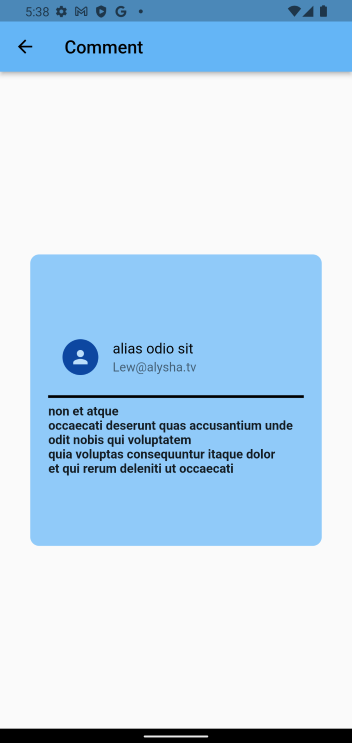 5:38
Comment
alias odio sit
Lew@alysha.tv
non et atque
occaecati deserunt quas accusantium unde
odit nobis qui voluptatem
quia voluptas consequuntur itaque dolor
et qui rerum deleniti ut occaecati